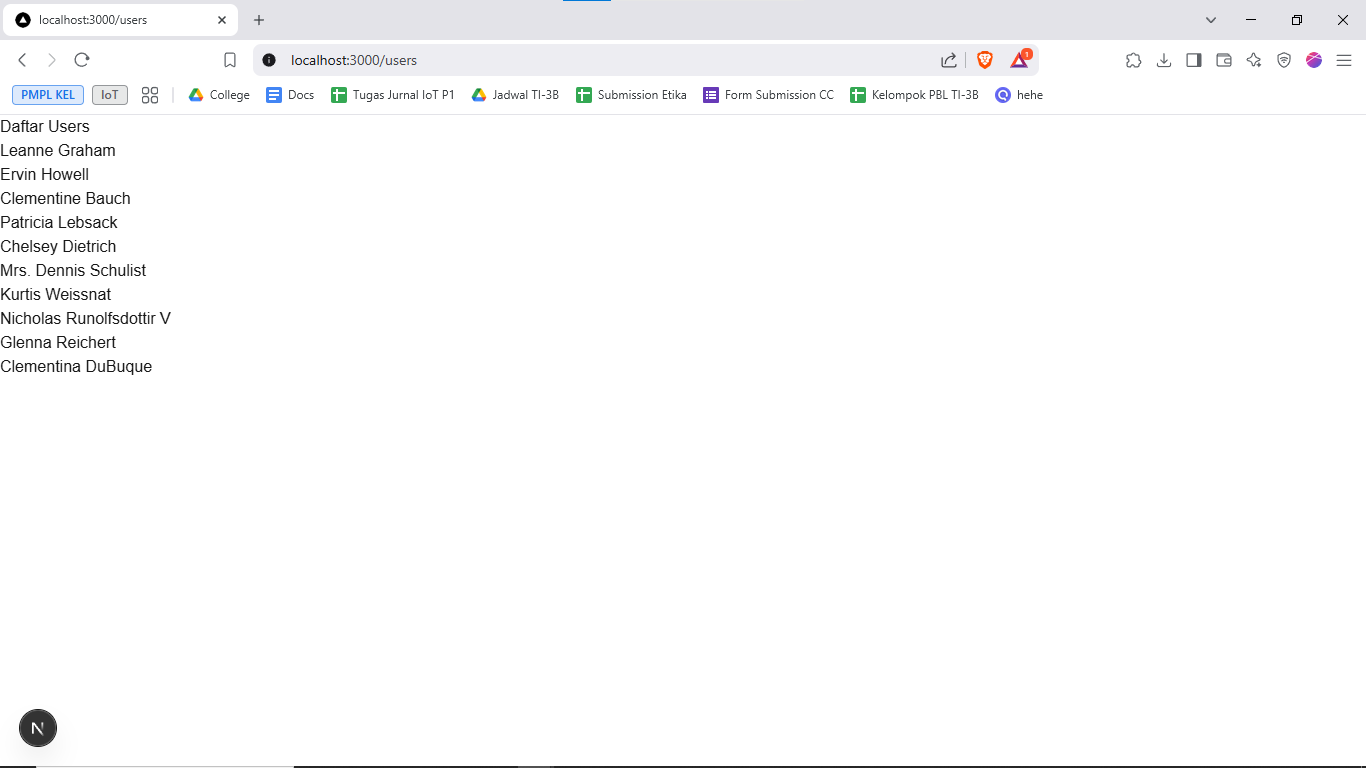 localhost:3000/users
localhost:3000/users
1
PMPL KEL IoT College Docs Tugas Jurnal IoT P1 Jadwal TI-3B Submission Etika Form Submission CC Kelompok PBL TI-3B hehe
Daftar Users
Leanne Graham
Ervin Howell
Clementine Bauch
Patricia Lebsack
Chelsey Dietrich
Mrs. Dennis Schulist
Kurtis Weissnat
Nicholas Runolfsdottir V
Glenna Reichert
Clementina DuBuque
N